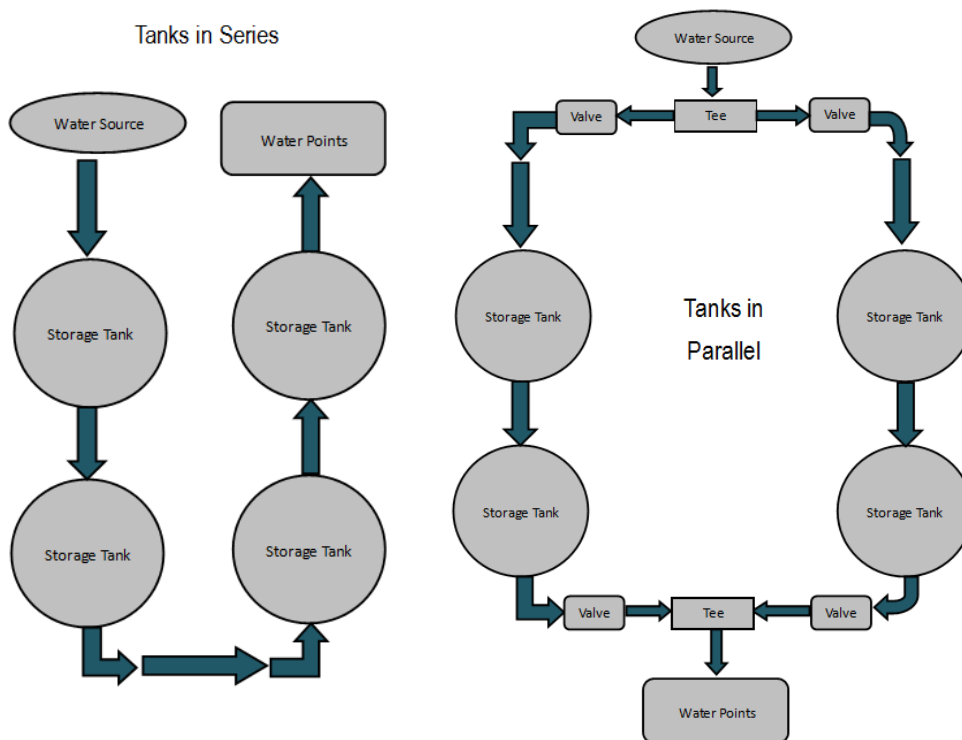 Tanks in Series
Water Source
Water Points
Storage Tank
Storage Tank
Storage Tank
Storage Tank
Water Source
Valve
Tee
Valve
Storage Tank
Tanks in
Parallel
Storage Tank
Storage Tank
Storage Tank
Valve
Tee
Valve
Water Points